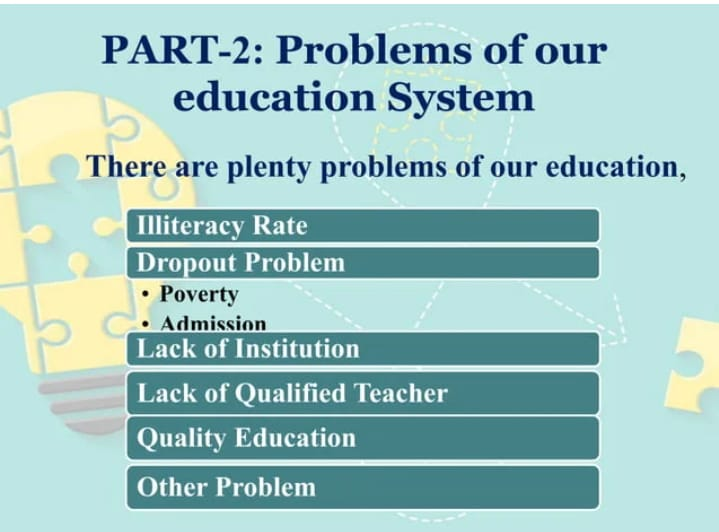 PART-2: Problems of our
education System
There are plenty problems of our education,
Illiteracy Rate
Dropout Problem
• Poverty
• Admission
Lack of Institution
Lack of Qualified Teacher
Quality Education
Other Problem